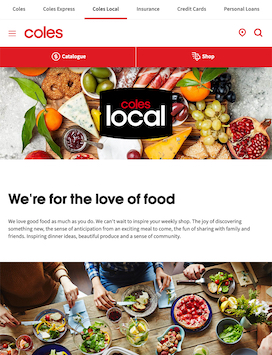 Coles Coles Express Coles Local Insurance Credit Cards Personal Loans
coles
Catalogue Shop
coles
local
We're for the love of food
We love good food as much as you do. We can't wait to inspire your weekly shop. The joy of discovering
something new, the sense of anticipation from an exciting meal to come, the fun of sharing with family and
friends. Inspiring dinner ideas, beautiful produce and a sense of community.